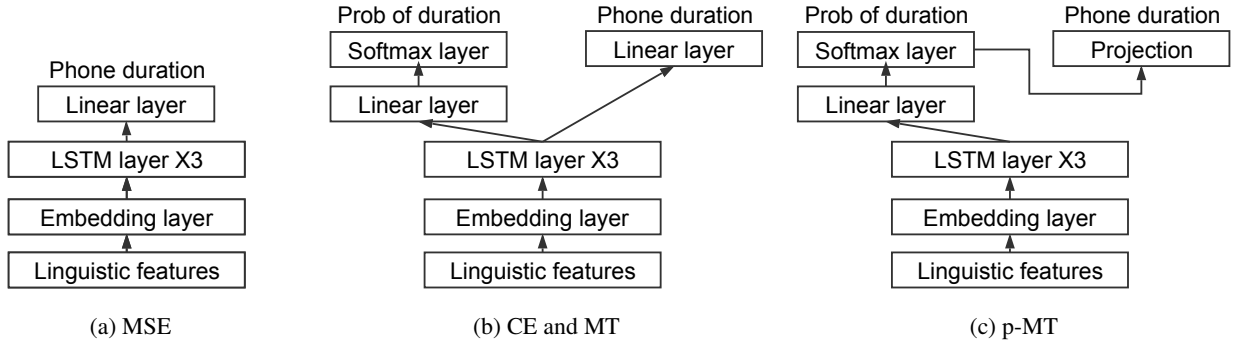 Phone duration
Linear layer
LSTM layer X3
Embedding layer
Linguistic features
(a) MSE
Prob of duration
Softmax layer
Linear layer
Phone duration
Linear layer
LSTM layer X3
Embedding layer
Linguistic features
(b) CE and MT
Prob of duration
Softmax layer
Linear layer
Phone duration
Projection
LSTM layer X3
Embedding layer
Linguistic features
(c) p-MT